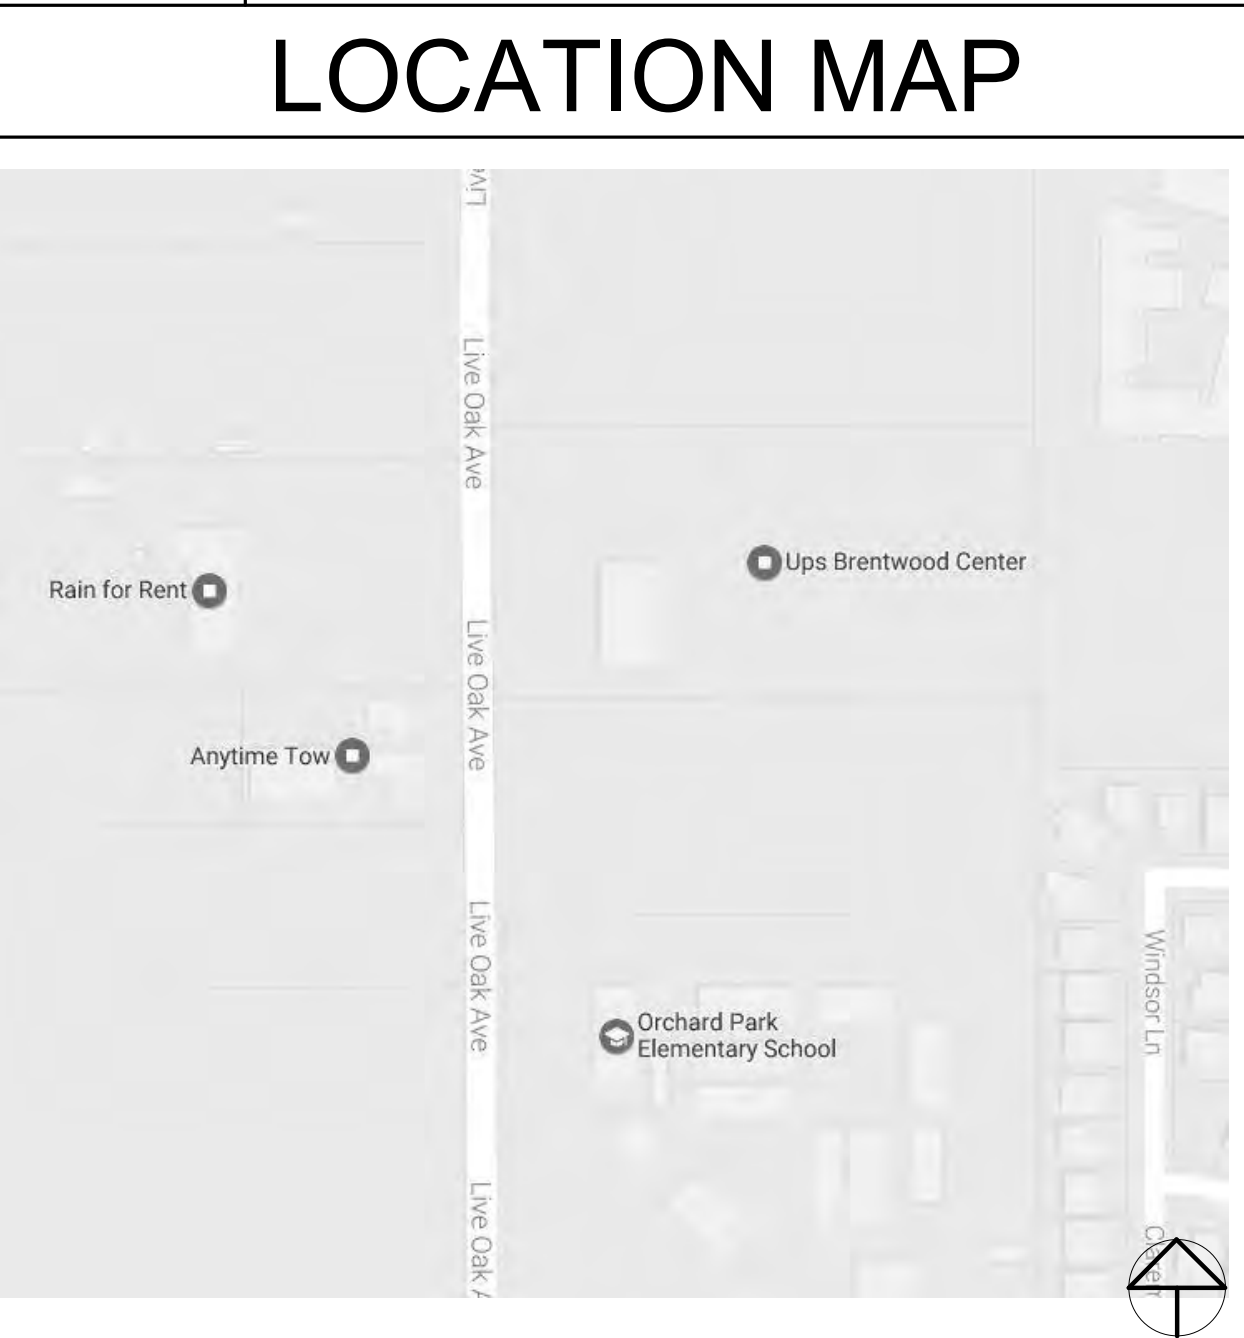 LOCATION MAP
Liv
Live Oak Ave
Ups Brentwood Center
Rain for Rent
Live Oak Ave
Anytime Tow
Live Oak Ave
Windsor Ln
Orchard Park
Elementary School
Live Oak A